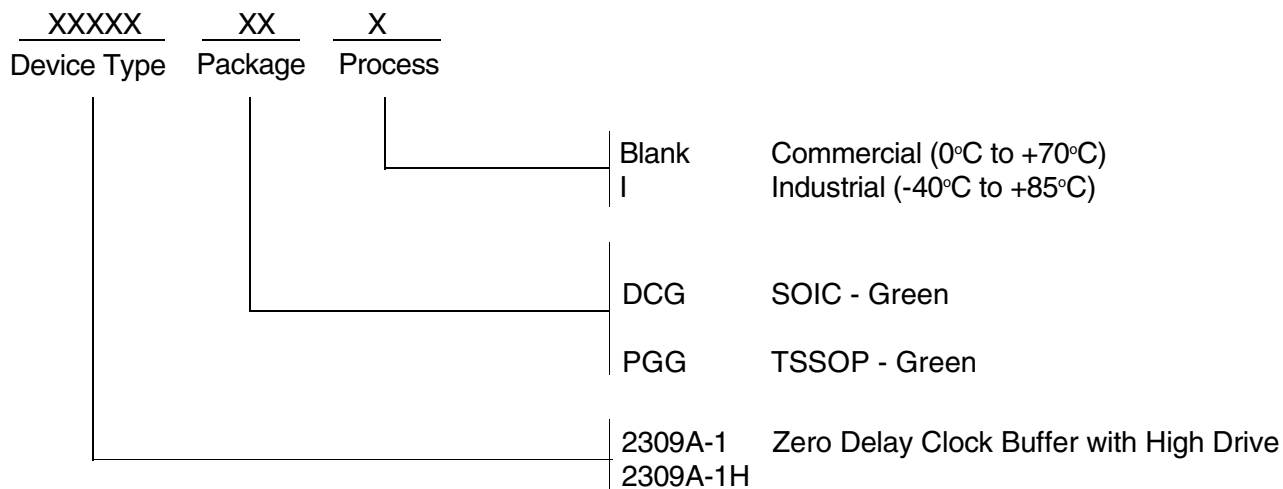 XXXXX XX X
Device Type Package Process
Blank Commercial (0°C to +70°C)
I Industrial (-40°C to +85°C)
DCG SOIC - Green
PGG TSSOP - Green
2309A-1 Zero Delay Clock Buffer with High Drive
2309A-1H